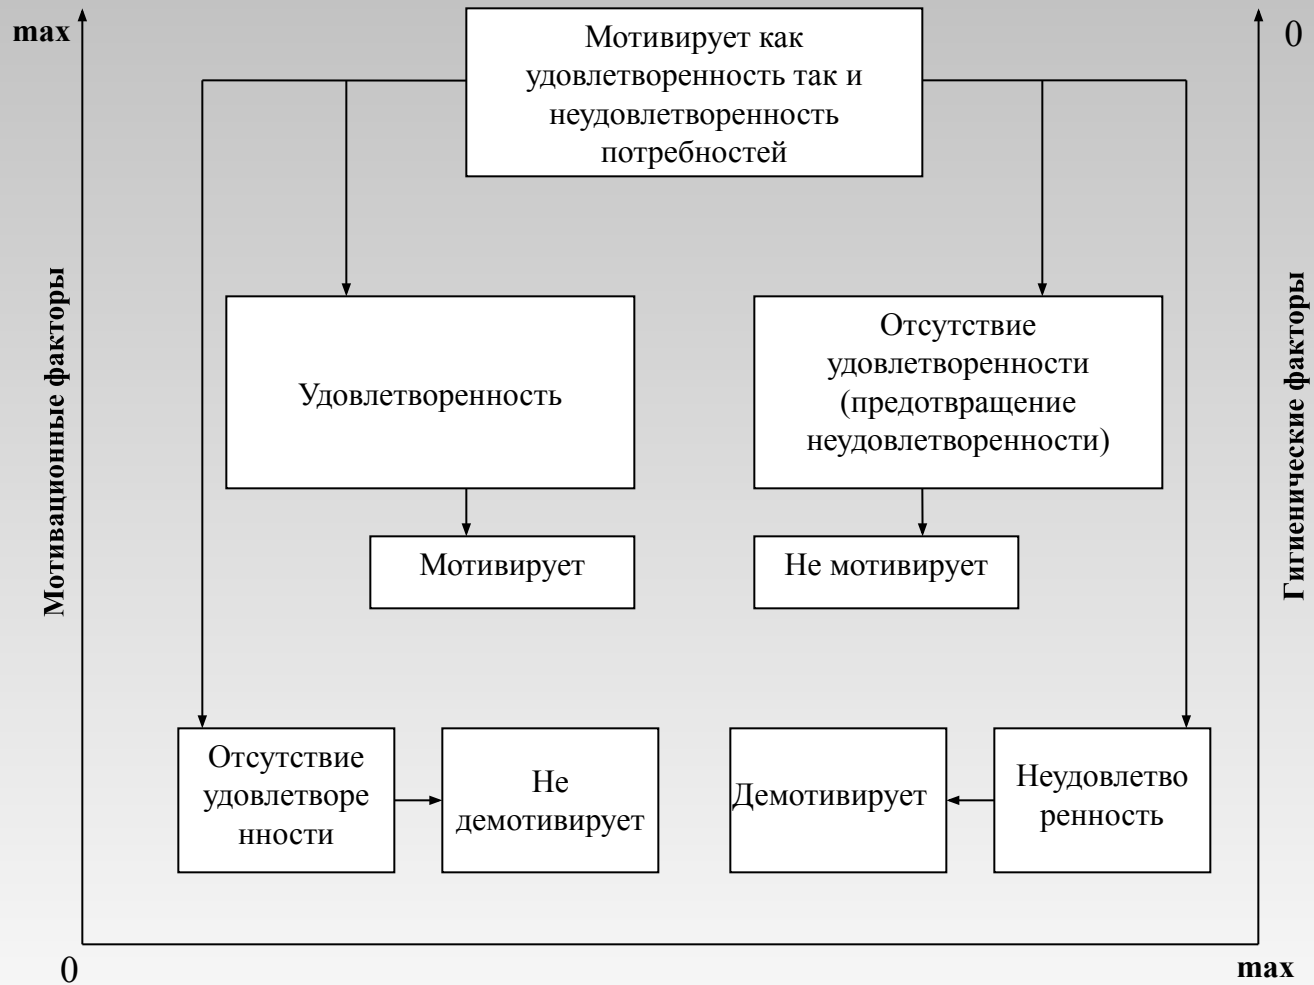 max
0
Мотивирует как
удовлетворенность так и
неудовлетворенность
потребностей
Мотивационные факторы
Гигиенические факторы
Удовлетворенность
Отсутствие
удовлетворенности
(предотвращение
неудовлетворенности)
Мотивирует
Не мотивирует
Отсутствие
удовлетворе
нности
Не
демотивирует
Демотивирует
Неудовлетво
ренность
0
max